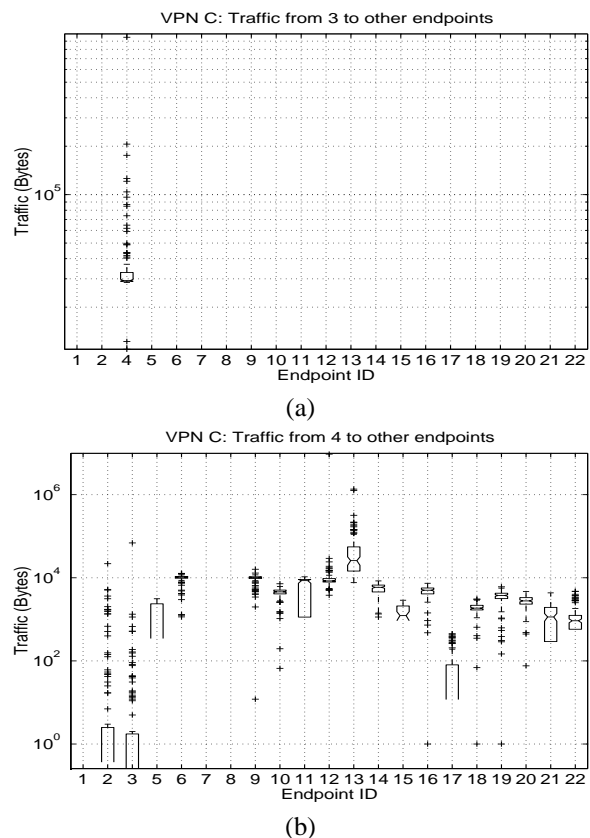 VPN C: Traffic from 3 to other endpoints
Traffic (Bytes)
10^5
1 2 4 5 6 7 8 9 10 11 12 13 14 15 16 17 18 19 20 21 22
Endpoint ID
(a)
VPN C: Traffic from 4 to other endpoints
Traffic (Bytes)
10^6
10^4
10^2
10^0
1 2 3 5 6 7 8 9 10 11 12 13 14 15 16 17 18 19 20 21 22
Endpoint ID
(b)